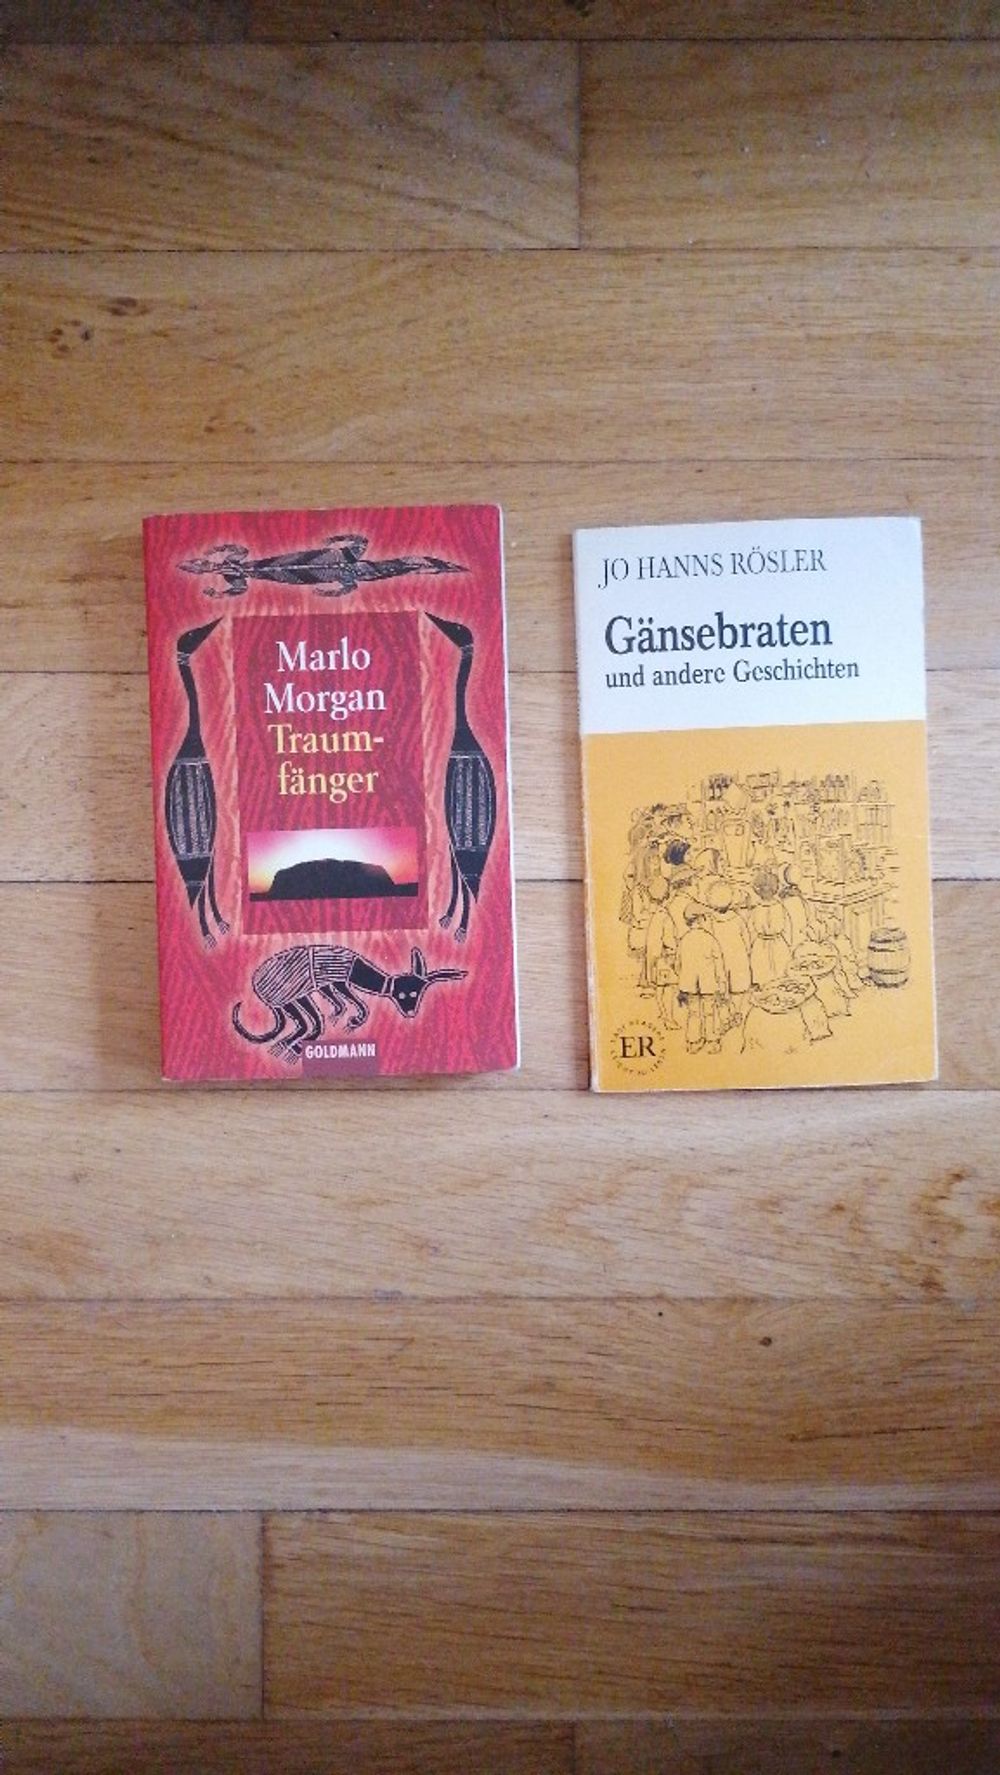 Marlo
Morgan
Traum-
fänger
GOLDMANN
JO HANNS RÖSLER
Gänsebraten
und andere Geschichten
ER